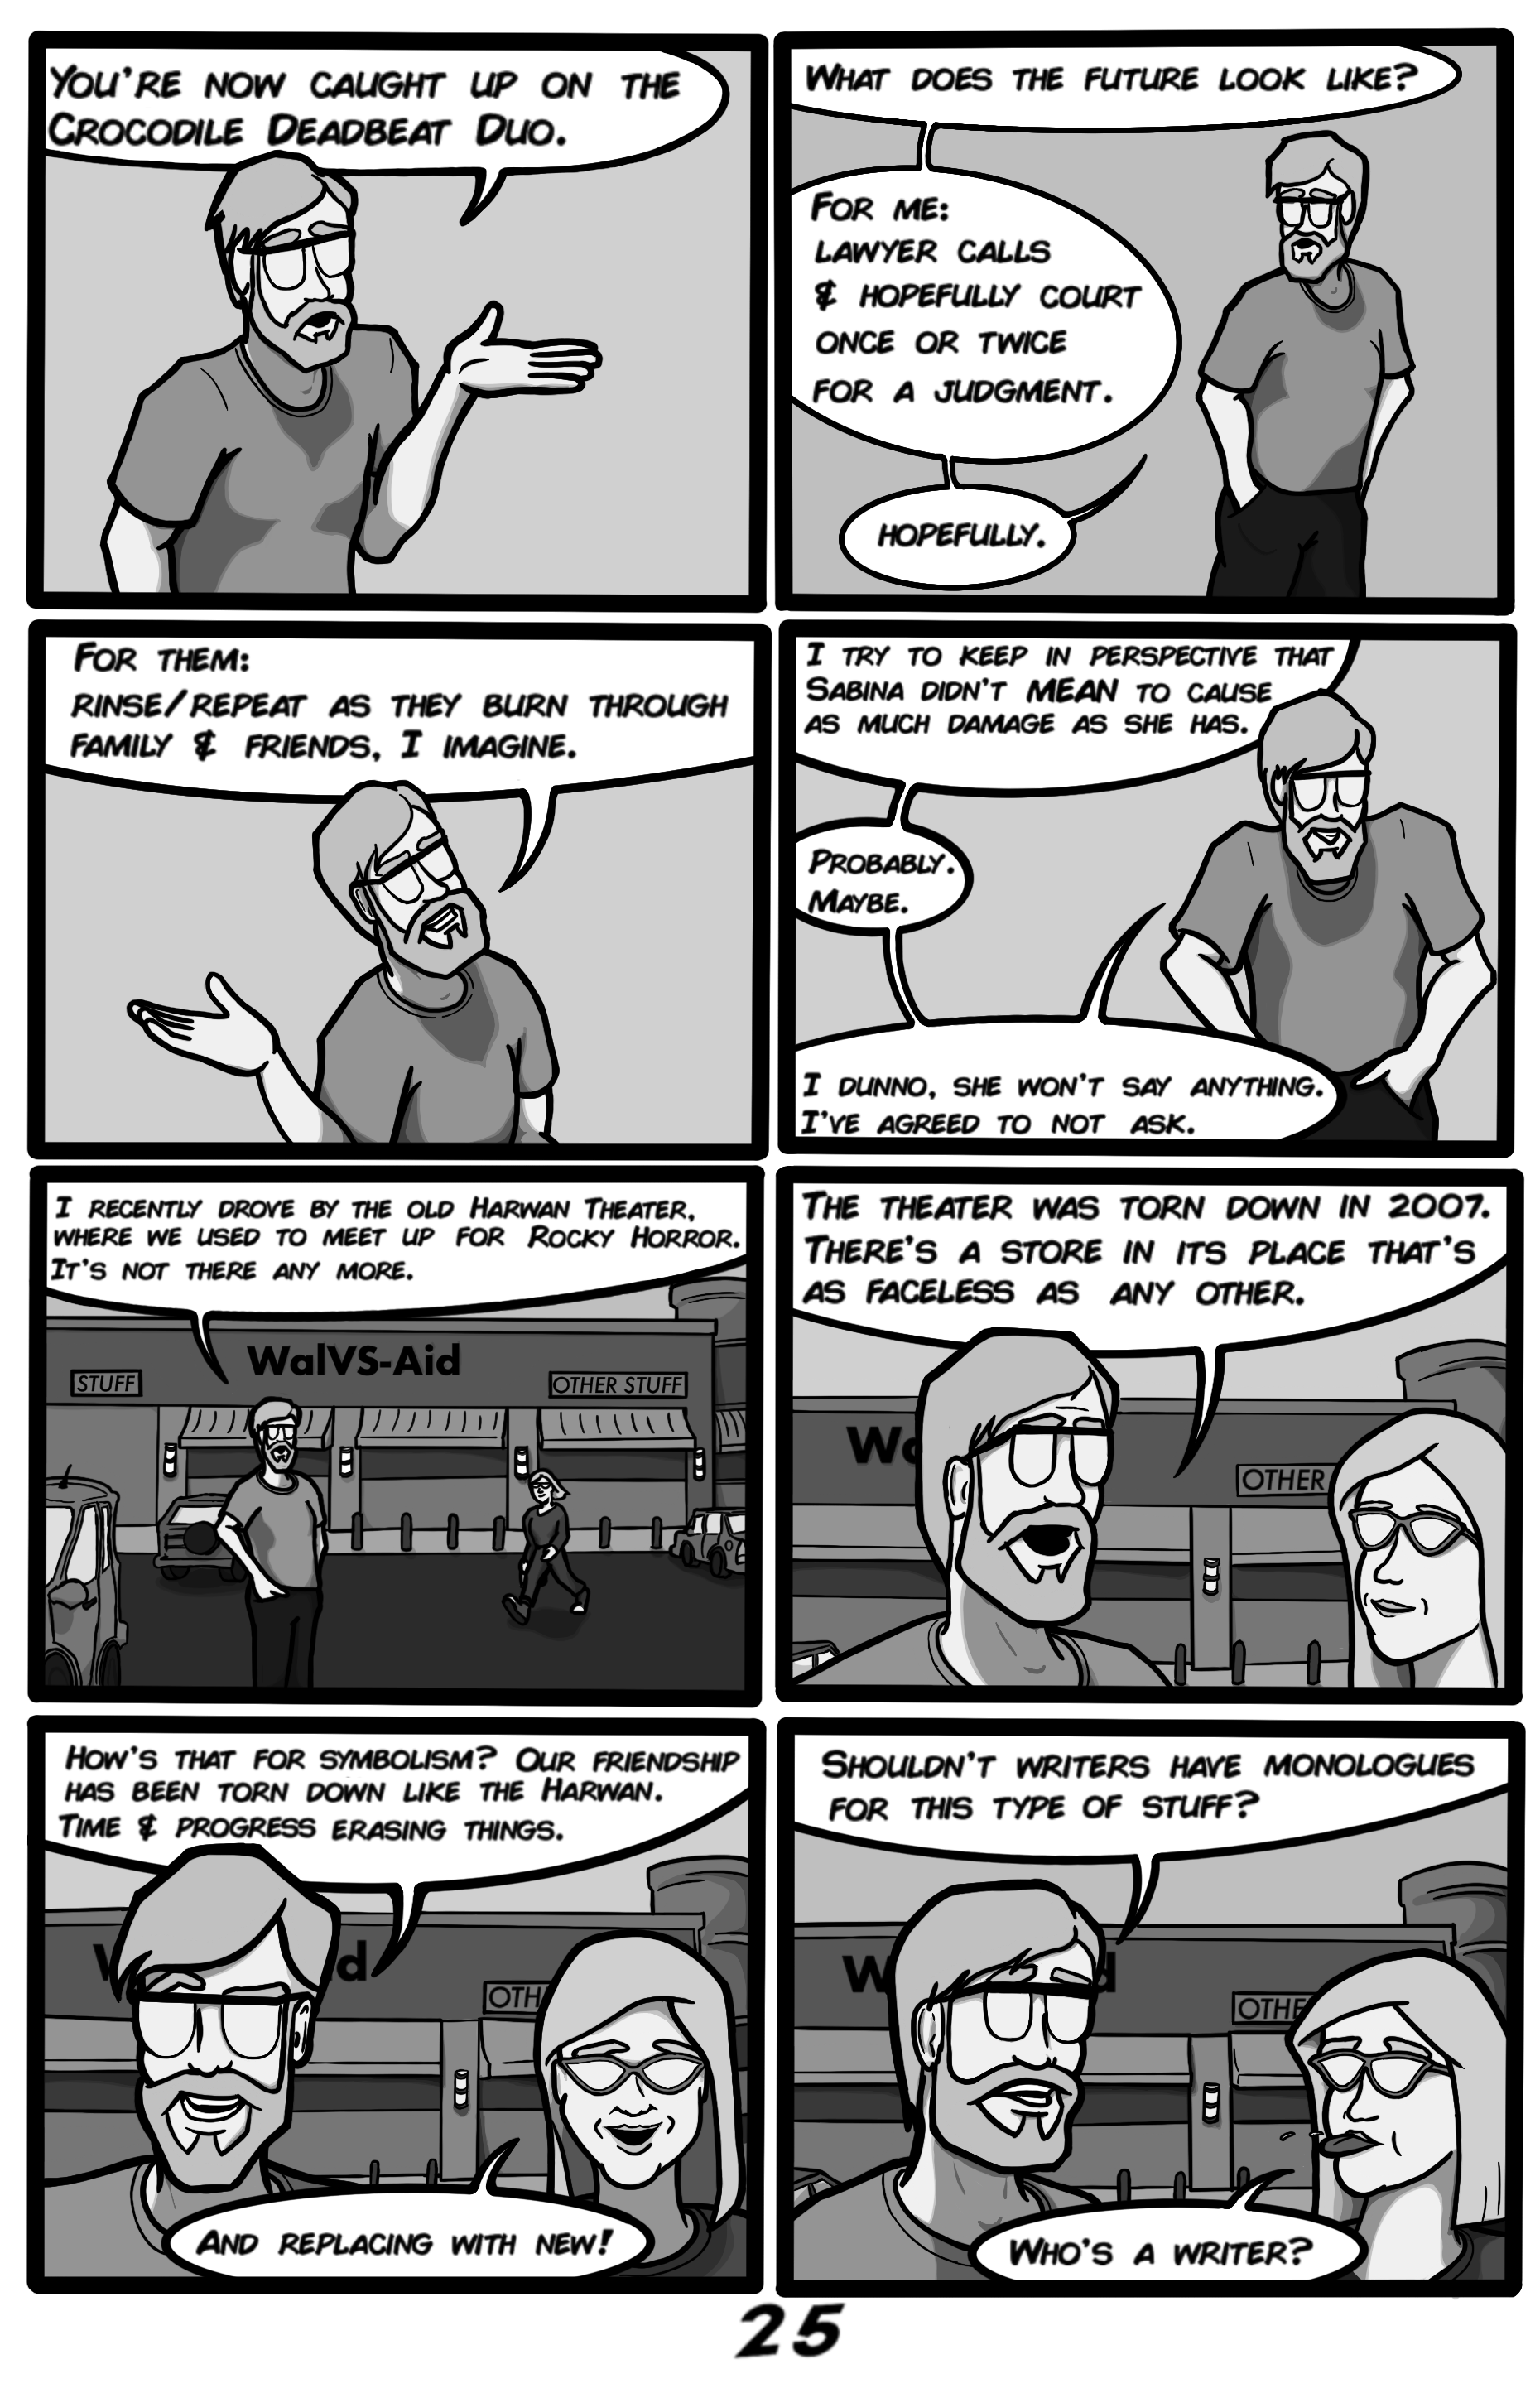 You're now caught up on the
Crocodile Deadbeat Duo.
What does the future look like?
For me:
lawyer calls
& hopefully court
once or twice
for a judgment.
hopefully.
For them:
rinse/repeat as they burn through
family & friends, I imagine.
I try to keep in perspective that
Sabina didn't MEAN to cause
as much damage as she has.
Probably.
Maybe.
I dunno, she won't say anything.
I've agreed to not ask.
I recently drove by the old Harwan Theater,
where we used to meet up for Rocky Horror.
It's not there any more.
WalVS-Aid
STUFF
OTHER STUFF
The theater was torn down in 2007.
There's a store in its place that's
as faceless as any other.
Wa
OTHER
How's that for symbolism? Our friendship
has been torn down like the Harwan.
Time & progress erasing things.
W d
OTH
And replacing with new!
Shouldn't writers have monologues
for this type of stuff?
W d
OTHE
Who's a writer?
25